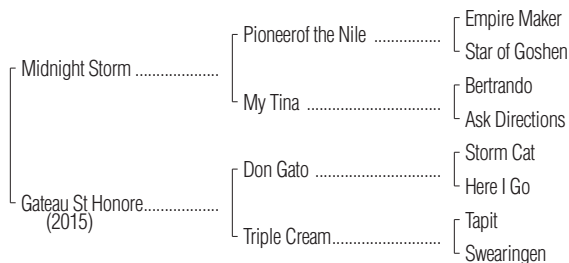 Empire Maker
Pioneerof the Nile ................
Star of Goshen
Midnight Storm ....................
Bertrando
My Tina ................................
Ask Directions
Storm Cat
Don Gato ..............................
Here I Go
Gateau St Honore..................
(2015)
Tapit
Triple Cream..........................
Swearingen